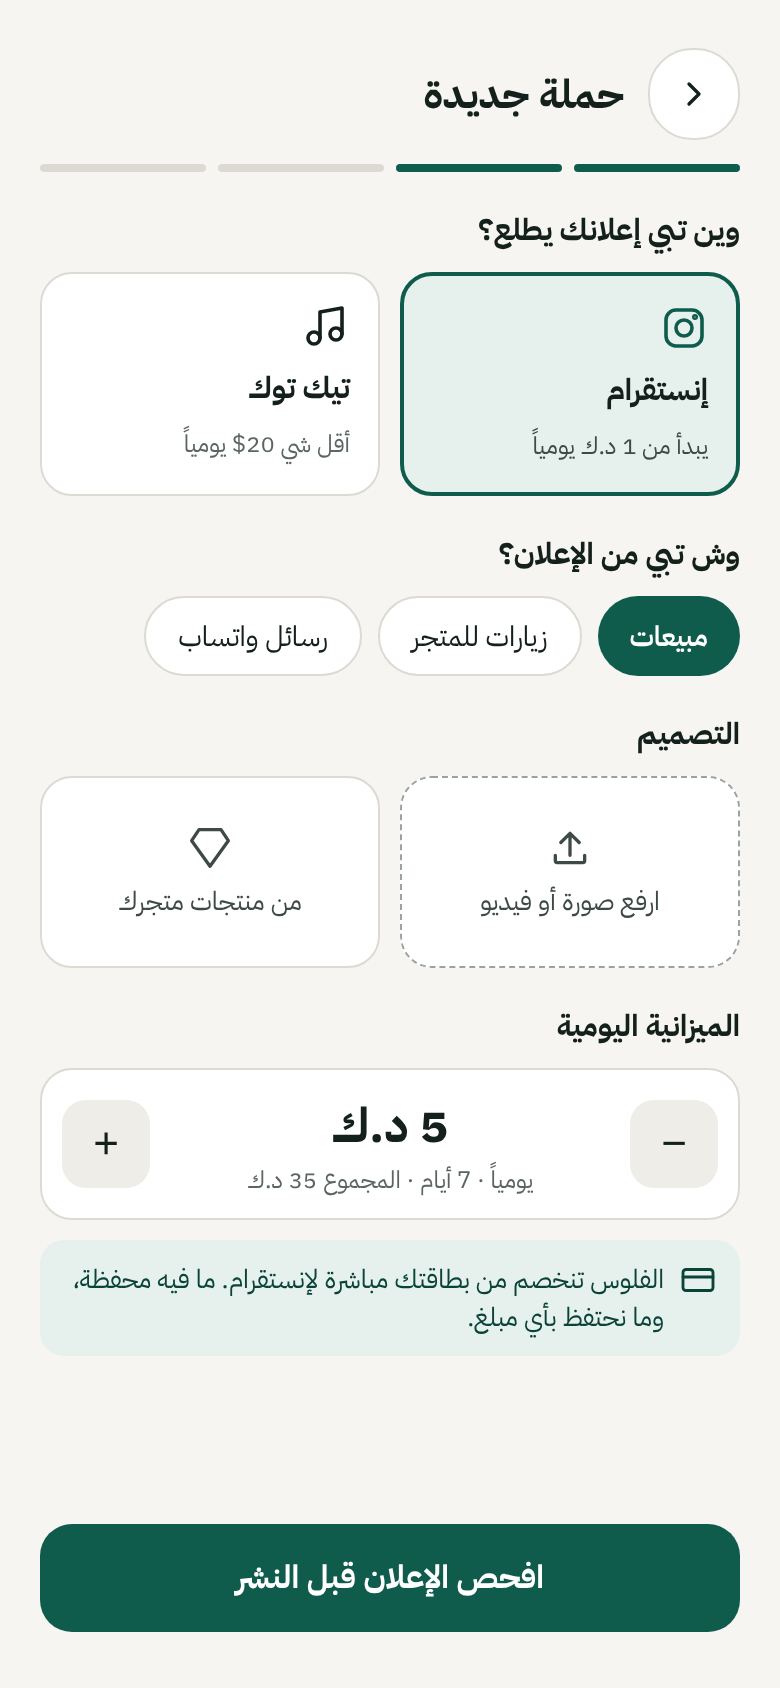 حملة جديدة
وين تبي إعلانك يطلع؟
إنستقرام
يبدأ من 1 د.ك يومياً
تيك توك
أقل شي 20$ يومياً
وش تبي من الإعلان؟
مبيعات
زيارات للمتجر
رسائل واتساب
التصميم
ارفع صورة أو فيديو
من منتجات متجرك
الميزانية اليومية
−
5 د.ك
+
يومياً · 7 أيام · المجموع 35 د.ك
الفلوس تنخصم من بطاقتك مباشرة لإنستقرام. ما فيه محفظة،
وما نحتفظ بأي مبلغ.
افحص الإعلان قبل النشر